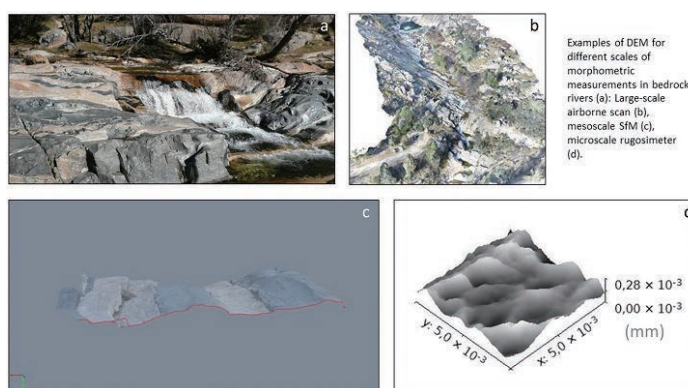 a
b
Examples of DEM for
different scales of
morphometric
measurements in bedrock
rivers (a): Large-scale
airborne scan (b),
mesoscale SfM (c),
microscale rugosimeter
(d).
c
d
0,28 × 10⁻³
0,00 × 10⁻³
(mm)
y: 5,0 × 10⁻³
x: 5,0 × 10⁻³